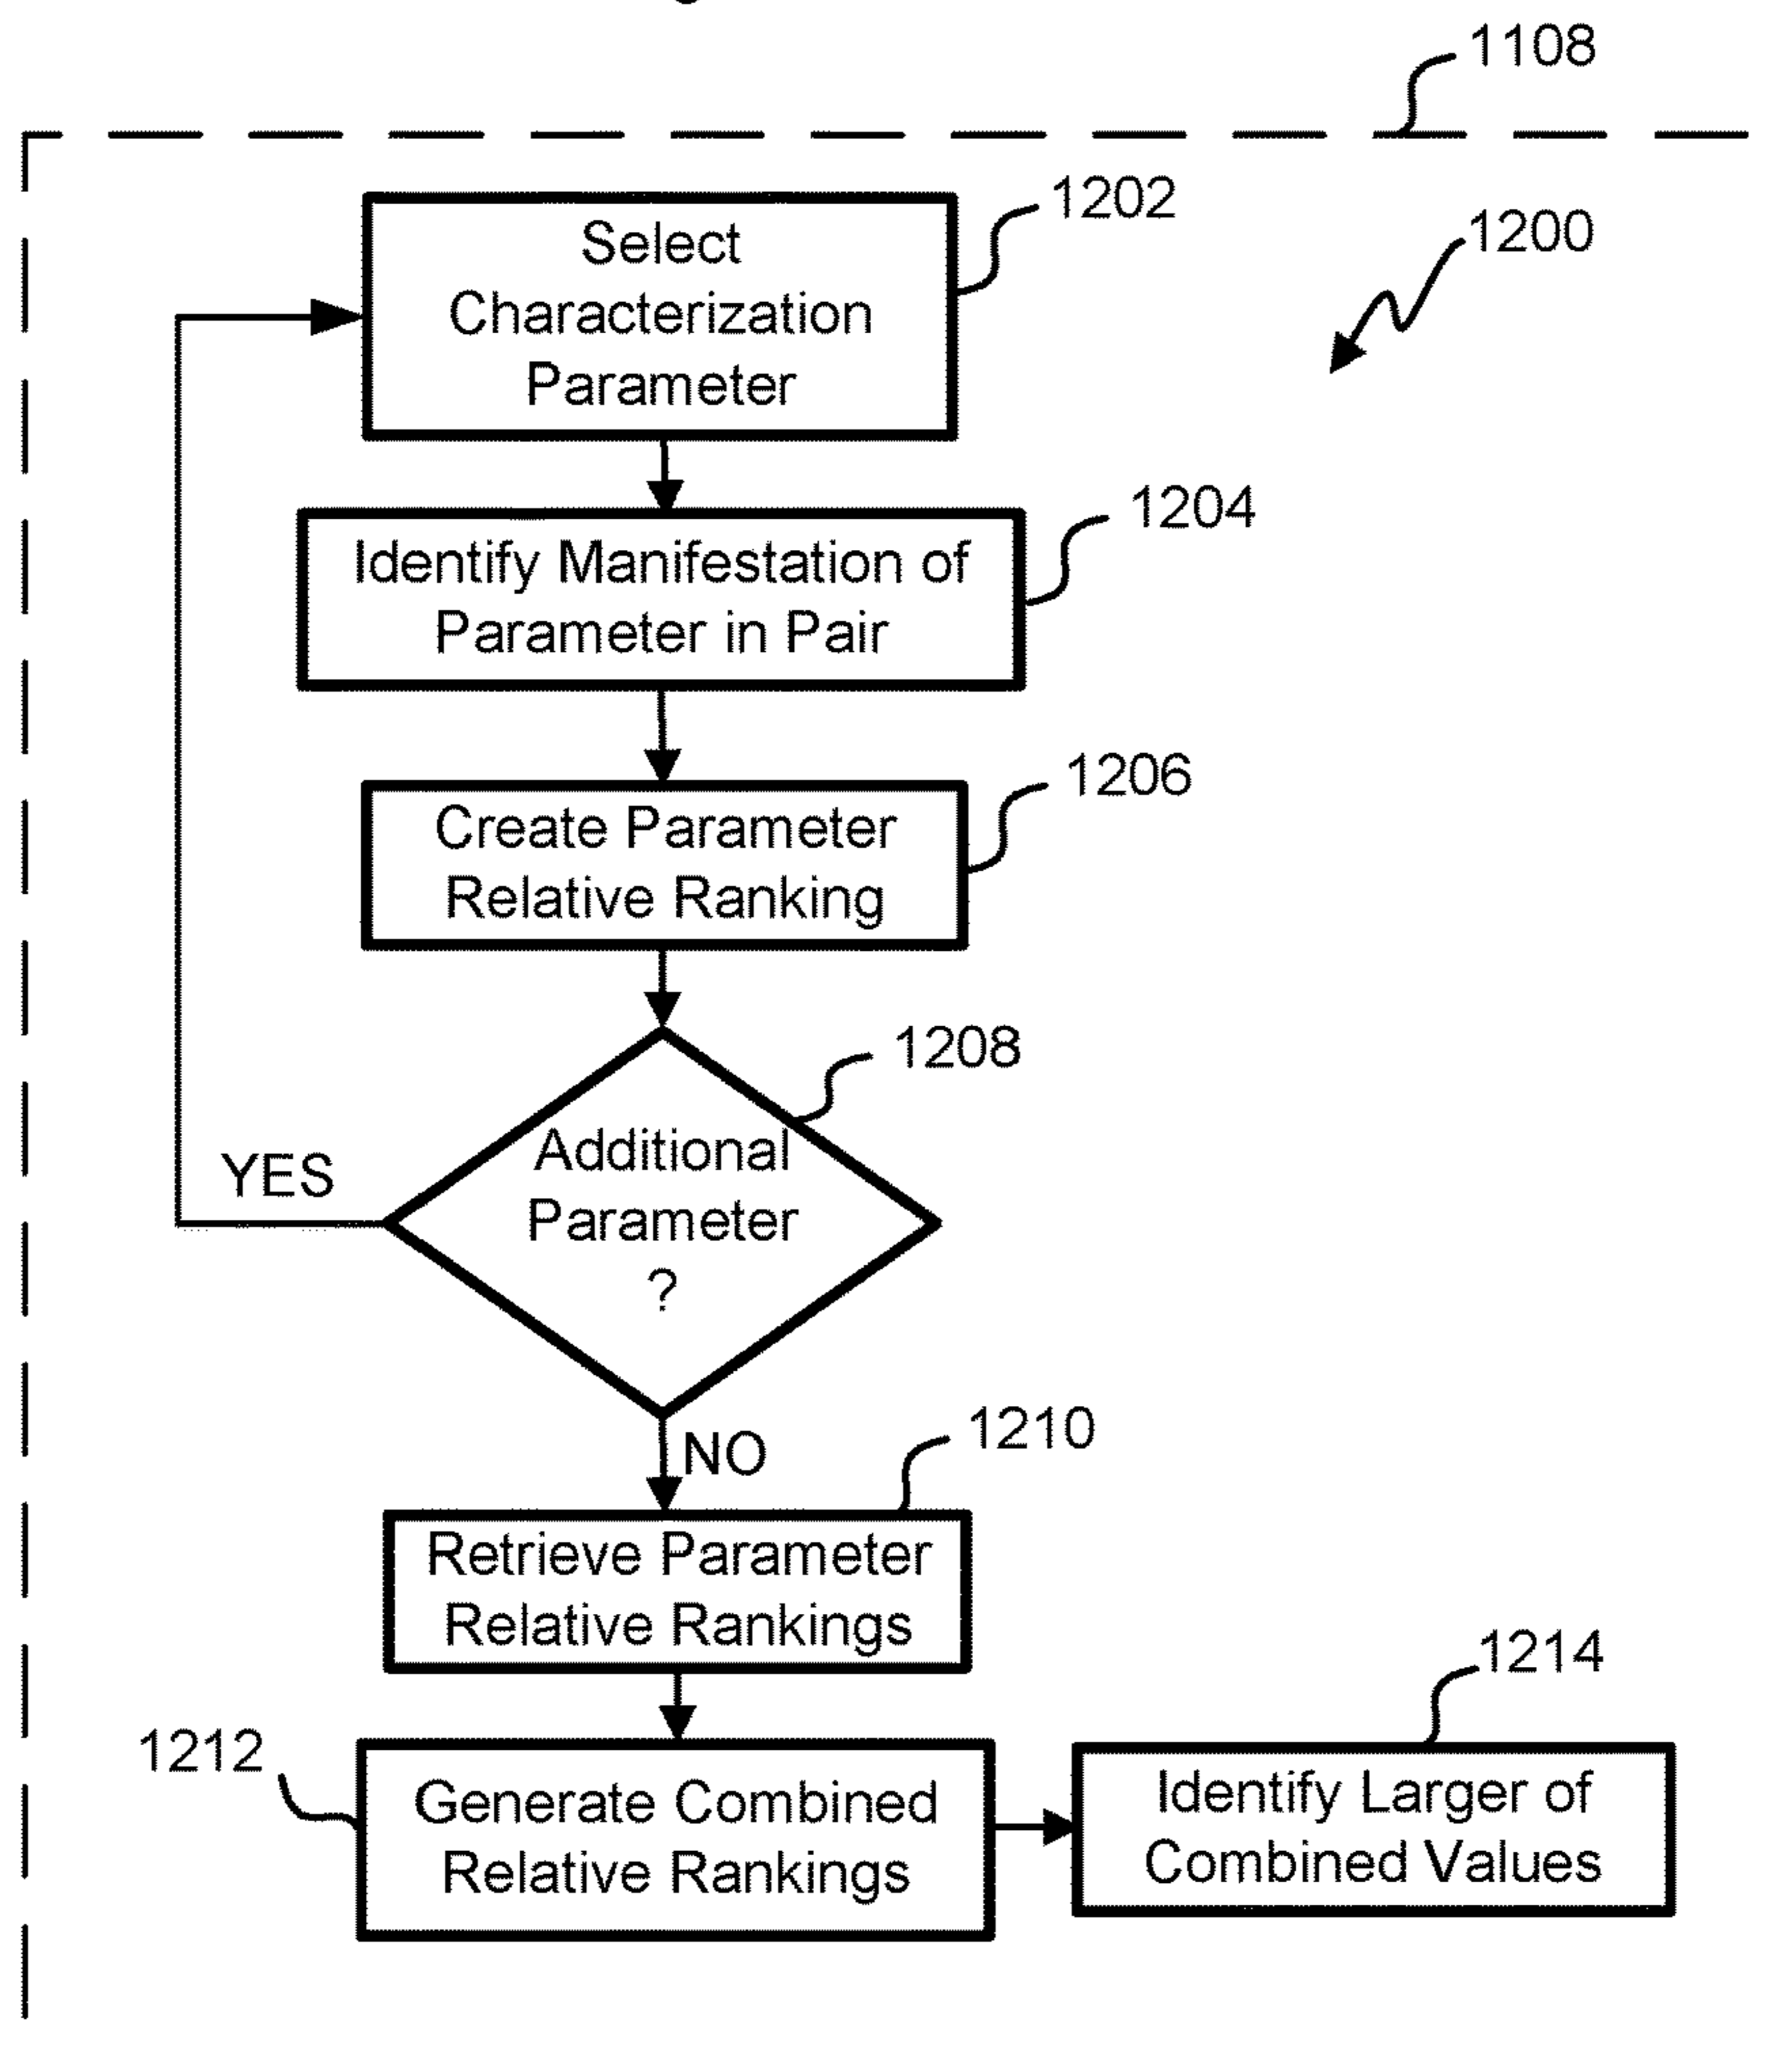 1108
1202
1200
Select
Characterization
Parameter
1204
Identify Manifestation of
Parameter in Pair
1206
Create Parameter
Relative Ranking
1208
Additional
Parameter
?
YES
NO
1210
Retrieve Parameter
Relative Rankings
1214
1212
Generate Combined
Relative Rankings
Identify Larger of
Combined Values